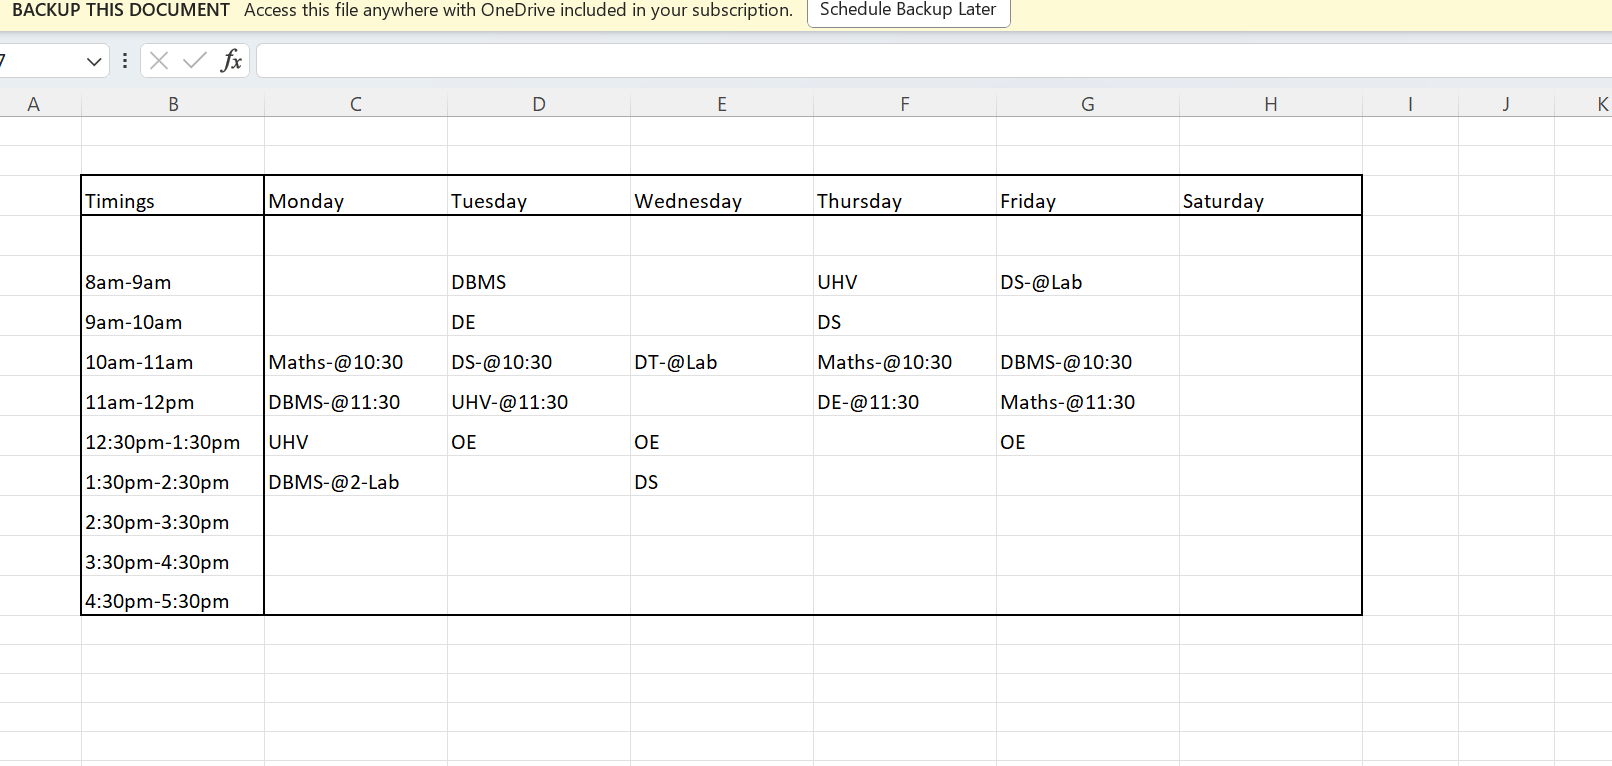 BACKUP THIS DOCUMENT Access this file anywhere with OneDrive included in your subscription. Schedule Backup Later
7 fx
A B C D E F G H I J K
Timings Monday Tuesday Wednesday Thursday Friday Saturday
8am-9am DBMS UHV DS-@Lab
9am-10am DE DS
10am-11am Maths-@10:30 DS-@10:30 DT-@Lab Maths-@10:30 DBMS-@10:30
11am-12pm DBMS-@11:30 UHV-@11:30 DE-@11:30 Maths-@11:30
12:30pm-1:30pm UHV OE OE OE
1:30pm-2:30pm DBMS-@2-Lab DS
2:30pm-3:30pm
3:30pm-4:30pm
4:30pm-5:30pm